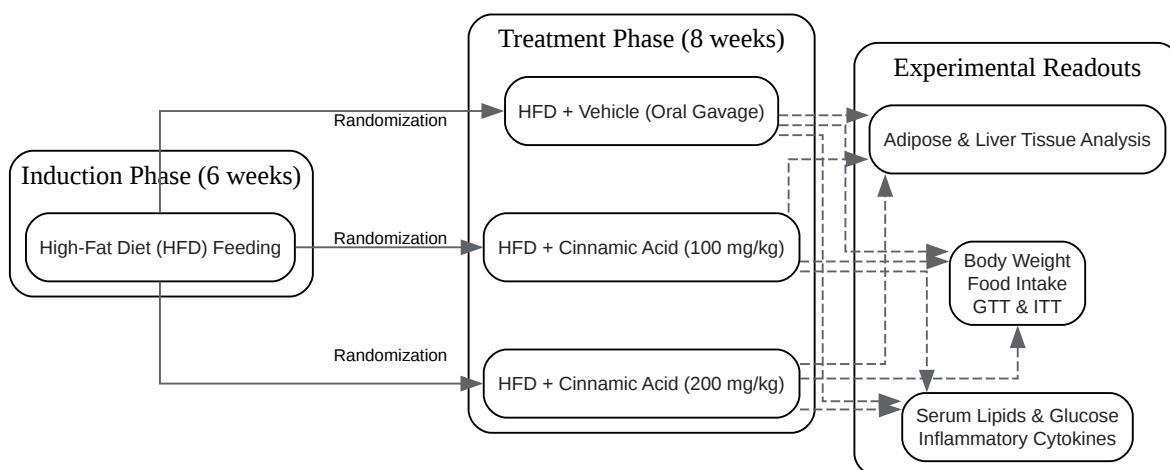 Induction Phase (6 weeks)
High-Fat Diet (HFD) Feeding
Randomization
Randomization
Randomization
Treatment Phase (8 weeks)
HFD + Vehicle (Oral Gavage)
HFD + Cinnamic Acid (100 mg/kg)
HFD + Cinnamic Acid (200 mg/kg)
Experimental Readouts
Adipose & Liver Tissue Analysis
Body Weight
Food Intake
GTT & ITT
Serum Lipids & Glucose
Inflammatory Cytokines